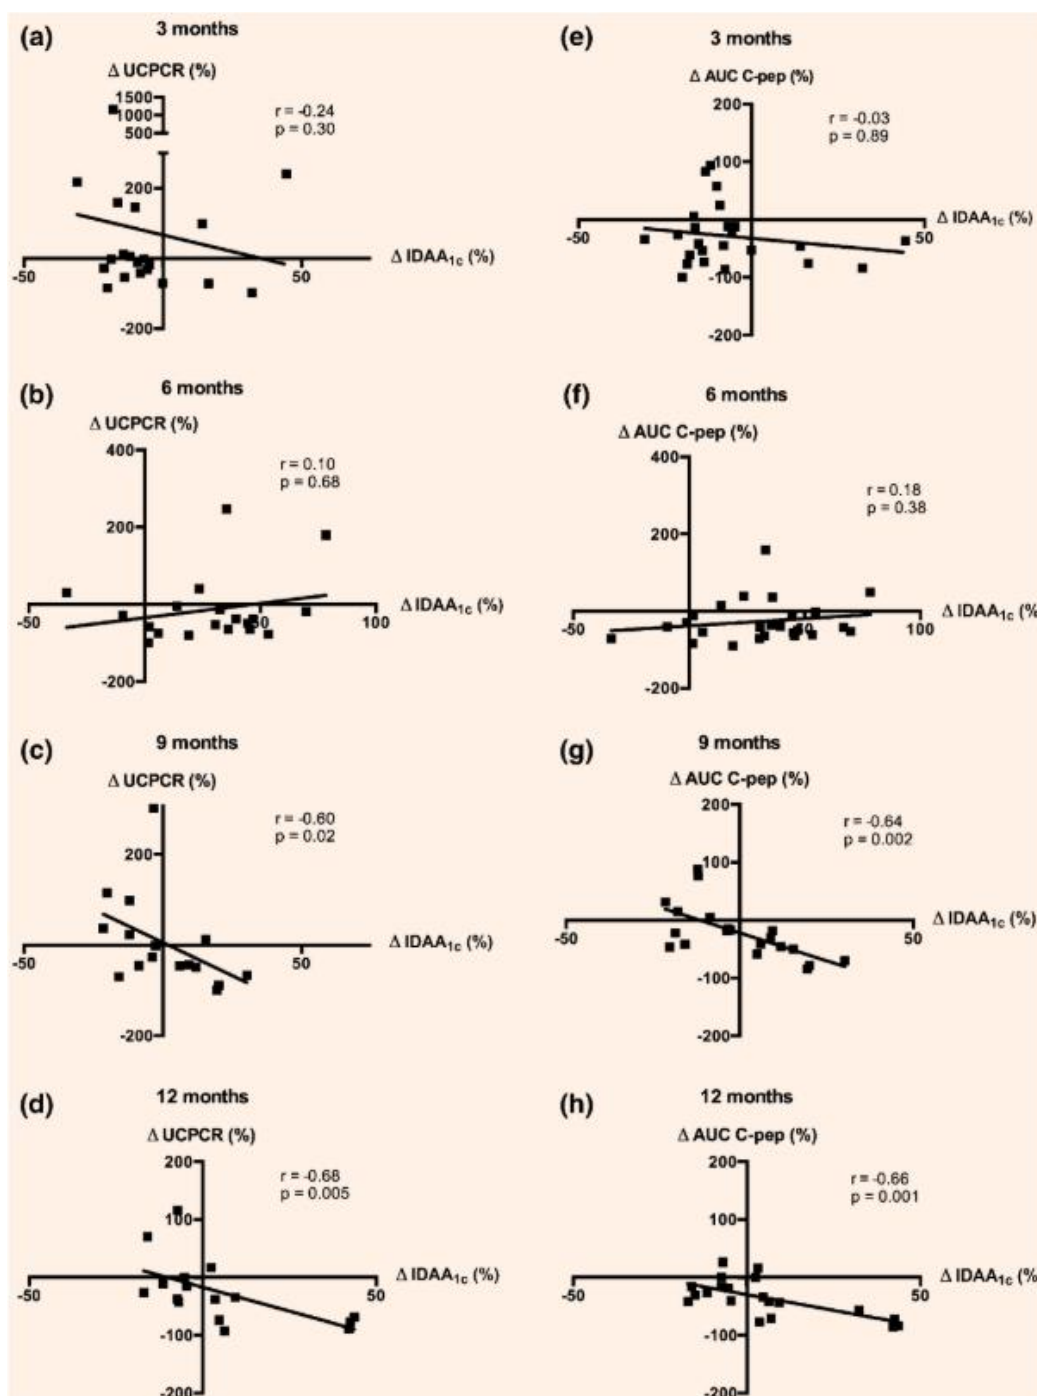 (a)
3 months
Δ UCPCR (%)
1500
1000
500
200
-200
-50
50
Δ IDAA1c (%)
r = -0.24
p = 0.30
(e)
3 months
Δ AUC C-pep (%)
200
100
-100
-200
-50
50
Δ IDAA1c (%)
r = -0.03
p = 0.89
(b)
6 months
Δ UCPCR (%)
400
200
-200
-50
50
100
Δ IDAA1c (%)
r = 0.10
p = 0.68
(f)
6 months
Δ AUC C-pep (%)
400
200
-200
-50
50
100
Δ IDAA1c (%)
r = 0.18
p = 0.38
(c)
9 months
Δ UCPCR (%)
200
-200
-50
50
Δ IDAA1c (%)
r = -0.60
p = 0.02
(g)
9 months
Δ AUC C-pep (%)
200
100
-100
-200
-50
50
Δ IDAA1c (%)
r = -0.64
p = 0.002
(d)
12 months
Δ UCPCR (%)
200
100
-100
-200
-50
50
Δ IDAA1c (%)
r = -0.68
p = 0.005
(h)
12 months
Δ AUC C-pep (%)
200
100
-100
-200
-50
50
Δ IDAA1c (%)
r = -0.66
p = 0.001